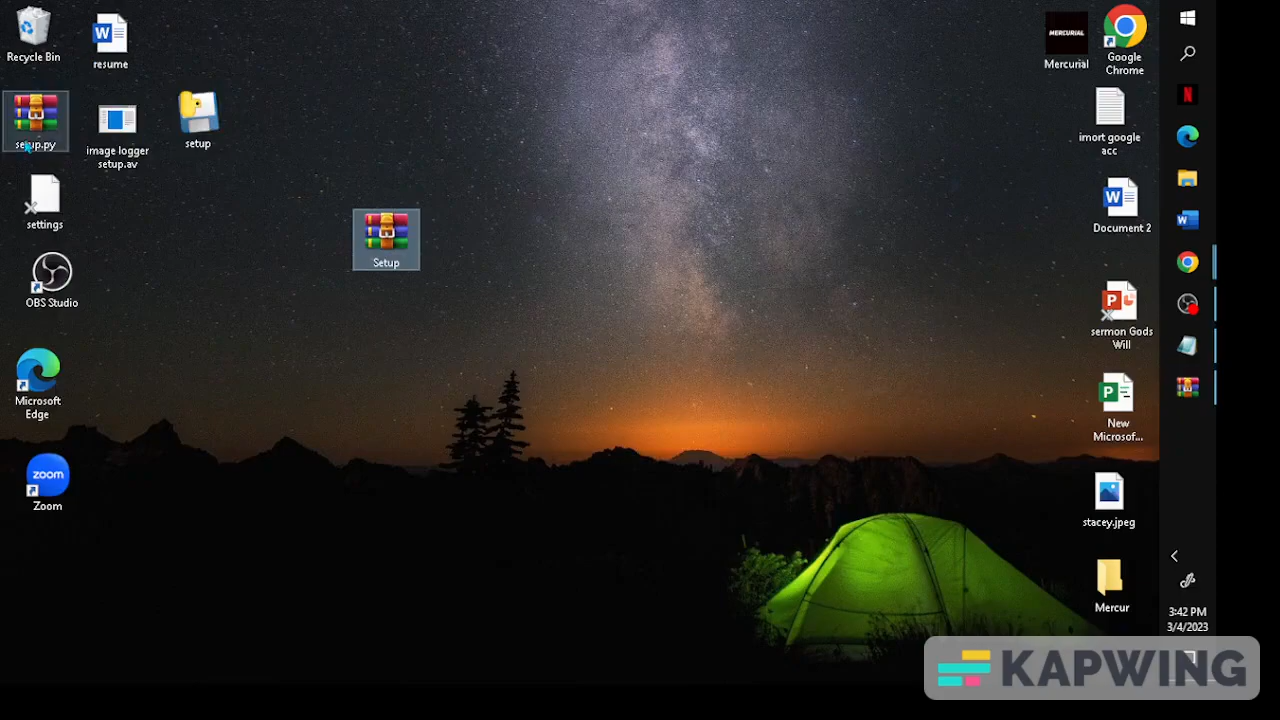 Recycle Bin
resume
setup.py
image logger
setup.av
setup
settings
OBS Studio
Microsoft
Edge
zoom
Zoom
Setup
MERCURIAL
Mercurial
Google
Chrome
imort google
acc
Document 2
sermon Gods
Will
New
Microsof...
stacey.jpeg
Mercur
3:42 PM
3/4/2023
KAPWING